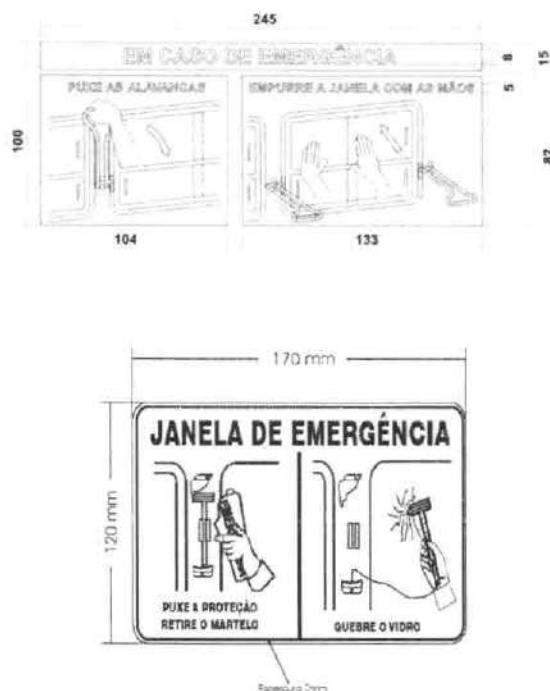 245
EM CASO DE EMERGÊNCIA
8
15
PUXE AS ALAVANCAS
EMPURRE A JANELA COM AS MÃOS
5
100
82
104
133
170 mm
120 mm
JANELA DE EMERGÊNCIA
PUXE A PROTEÇÃO
RETIRE O MARTELO
QUEBRE O VIDRO